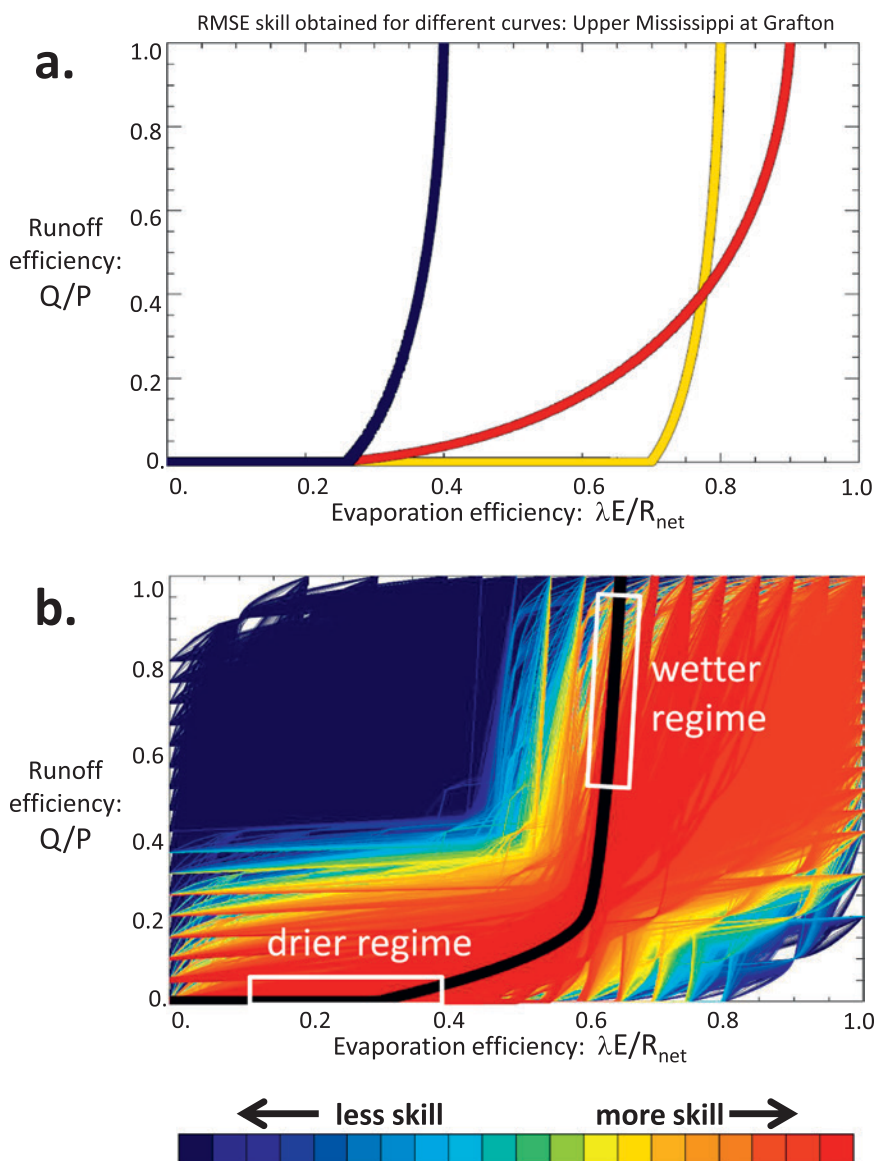 RMSE skill obtained for different curves: Upper Mississippi at Grafton
a.
1.0
0.8
0.6
0.4
0.2
0.
Runoff
efficiency:
Q/P
0. 0.2 0.4 0.6 0.8 1.0
Evaporation efficiency: λE/Rnet
b.
1.0
0.8
0.6
0.4
0.2
0.
Runoff
efficiency:
Q/P
wetter
regime
drier regime
0. 0.2 0.4 0.6 0.8 1.0
Evaporation efficiency: λE/Rnet
less skill more skill